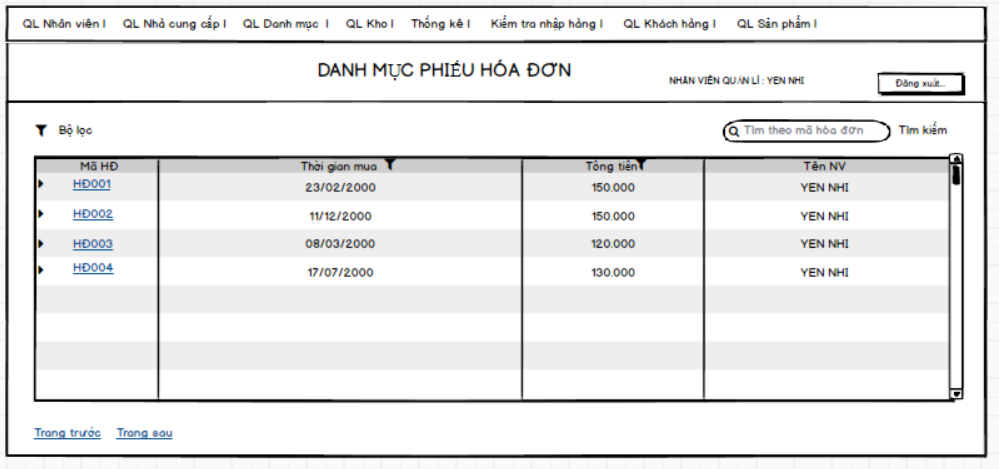 QL Nhân viên I QL Nhà cung cấp I QL Danh mục I QL Kho I Thống kê I Kiểm tra nhập hàng I QL Khách hàng I QL Sản phẩm I
DANH MỤC PHIẾU HÓA ĐƠN
NHÂN VIÊN QUẢN LÍ : YEN NHI
Đăng xuất...
Bộ lọc
Tìm theo mã hóa đơn
Tìm kiếm
Mã HĐ Thời gian mua Tổng tiền Tên NV
HĐ001 23/02/2000 150.000 YEN NHI
HĐ002 11/12/2000 150.000 YEN NHI
HĐ003 08/03/2000 120.000 YEN NHI
HĐ004 17/07/2000 130.000 YEN NHI
Trang trước Trang sau